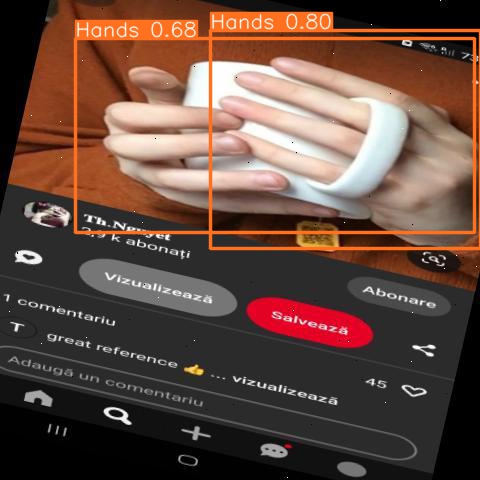 Hands 0.68
Hands 0.80
Th.Nguyet
2,9 k abonați
Abonare
Vizualizează
Salvează
1 comentariu
45
T
great reference 👍 ... vizualizează
Adaugă un comentariu